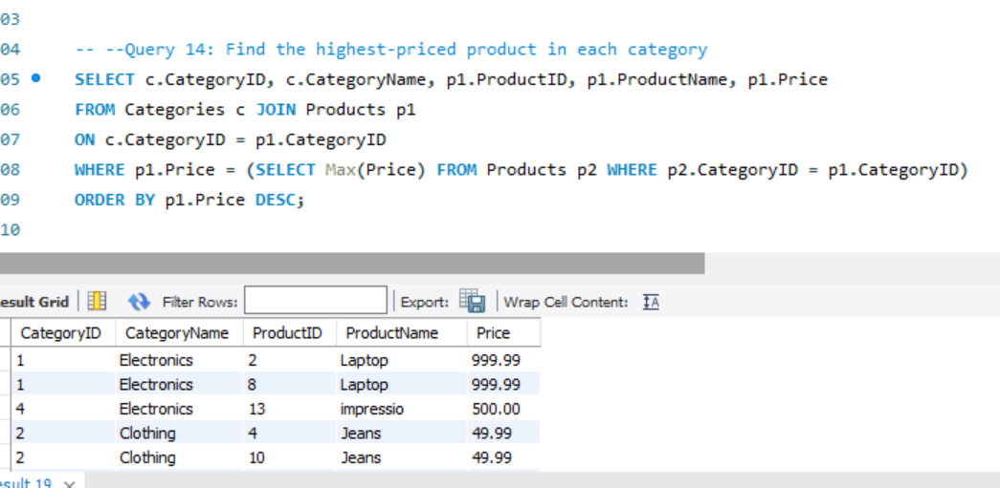 03
04 -- --Query 14: Find the highest-priced product in each category
05 SELECT c.CategoryID, c.CategoryName, p1.ProductID, p1.ProductName, p1.Price
06 FROM Categories c JOIN Products p1
07 ON c.CategoryID = p1.CategoryID
08 WHERE p1.Price = (SELECT Max(Price) FROM Products p2 WHERE p2.CategoryID = p1.CategoryID)
09 ORDER BY p1.Price DESC;
10
esult Grid Filter Rows: Export: Wrap Cell Content: IA
CategoryID CategoryName ProductID ProductName Price
1 Electronics 2 Laptop 999.99
1 Electronics 8 Laptop 999.99
4 Electronics 13 impressio 500.00
2 Clothing 4 Jeans 49.99
2 Clothing 10 Jeans 49.99
esult 19 ×